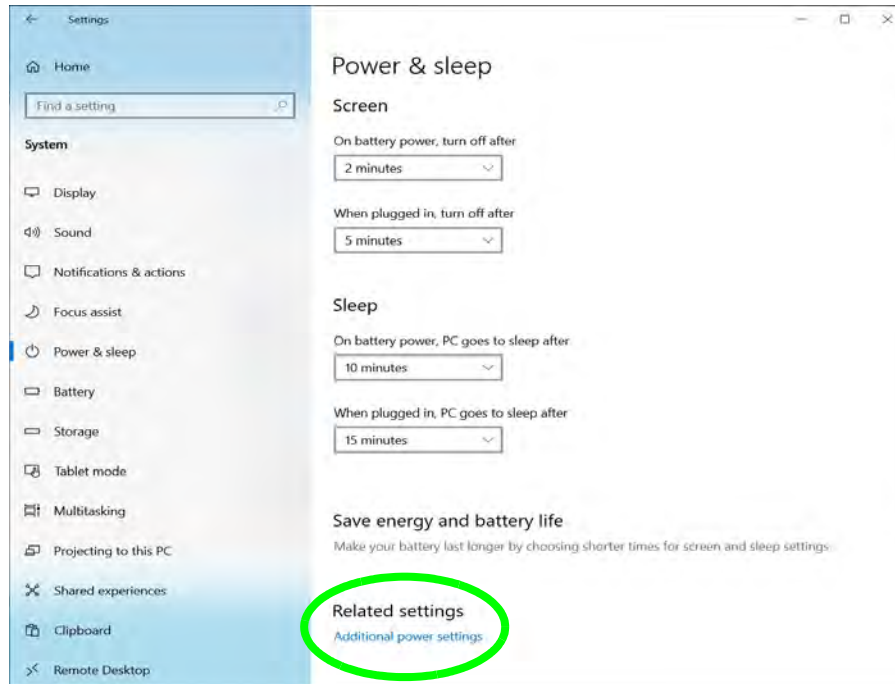 Settings
Home
Find a setting
System
Display
Sound
Notifications & actions
Focus assist
Power & sleep
Battery
Storage
Tablet mode
Multitasking
Projecting to this PC
Shared experiences
Clipboard
Remote Desktop
Power & sleep
Screen
On battery power, turn off after
2 minutes
When plugged in, turn off after
5 minutes
Sleep
On battery power, PC goes to sleep after
10 minutes
When plugged in, PC goes to sleep after
15 minutes
Save energy and battery life
Make your battery last longer by choosing shorter times for screen and sleep settings
Related settings
Additional power settings